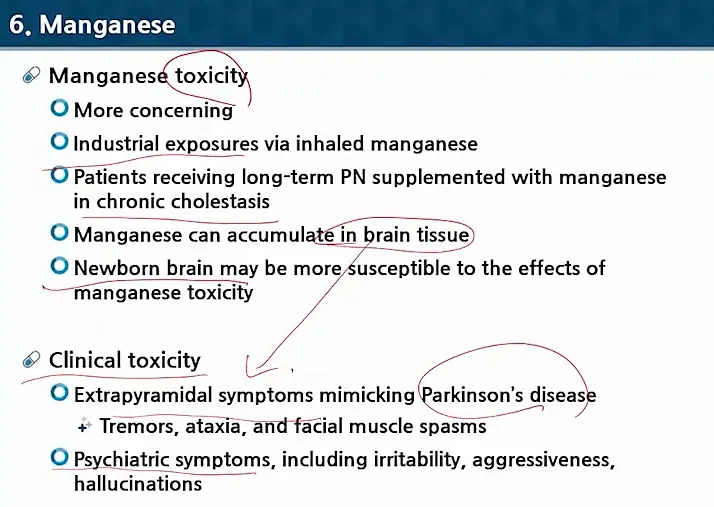 6. Manganese
Manganese toxicity
More concerning
Industrial exposures via inhaled manganese
Patients receiving long-term PN supplemented with manganese
in chronic cholestasis
Manganese can accumulate in brain tissue
Newborn brain may be more susceptible to the effects of
manganese toxicity
Clinical toxicity
Extrapyramidal symptoms mimicking Parkinson's disease
Tremors, ataxia, and facial muscle spasms
Psychiatric symptoms, including irritability, aggressiveness,
hallucinations